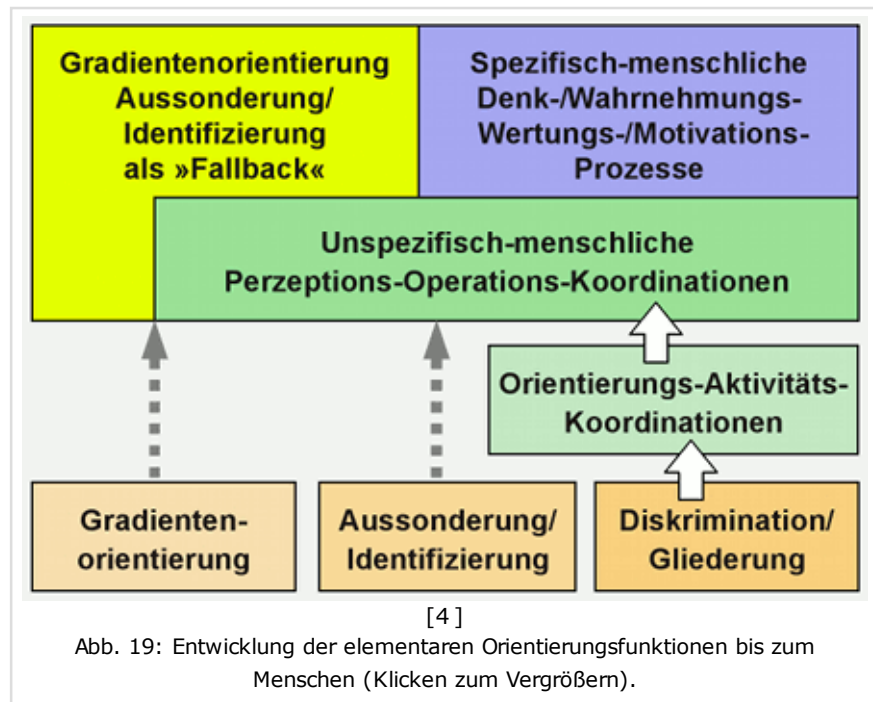 Gradientenorientierung
Aussonderung/
Identifizierung
als »Fallback«
Spezifisch-menschliche
Denk-/Wahrnehmungs-
Wertungs-/Motivations-
Prozesse
Unspezifisch-menschliche
Perzeptions-Operations-Koordinationen
Orientierungs-Aktivitäts-
Koordinationen
Gradienten-
orientierung
Aussonderung/
Identifizierung
Diskrimination/
Gliederung
[4]
Abb. 19: Entwicklung der elementaren Orientierungsfunktionen bis zum
Menschen (Klicken zum Vergrößern).